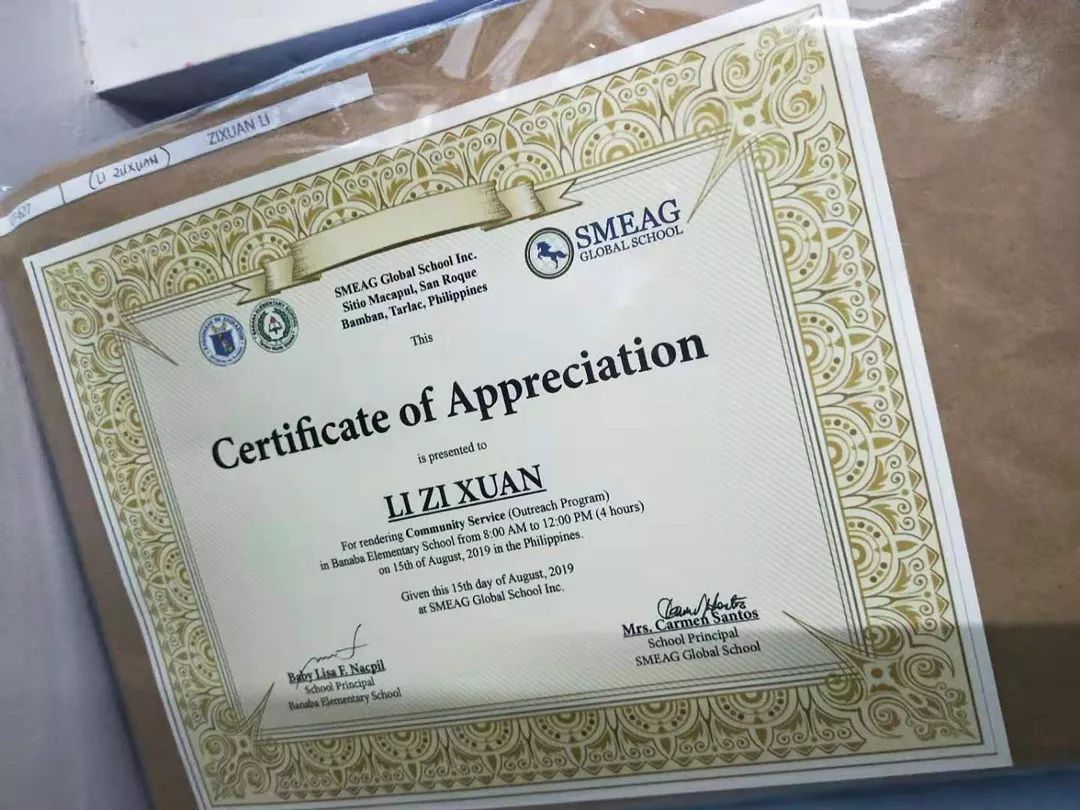 (LI ZIXUAN) ZIXUAN LI
SMEAG
GLOBAL SCHOOL
SMEAG Global School Inc.
Sitio Macapul, San Roque
Bamban, Tarlac, Philippines
This
Certificate of Appreciation
is presented to
LI ZI XUAN
For rendering Community Service (Outreach Program)
in Banaba Elementary School from 8:00 AM to 12:00 PM (4 hours)
on 15th of August, 2019 in the Philippines.
Given this 15th day of August, 2019
at SMEAG Global School Inc.
Baby Lisa F. Nacpil
School Principal
Banaba Elementary School
Mrs. Carmen Santos
School Principal
SMEAG Global School